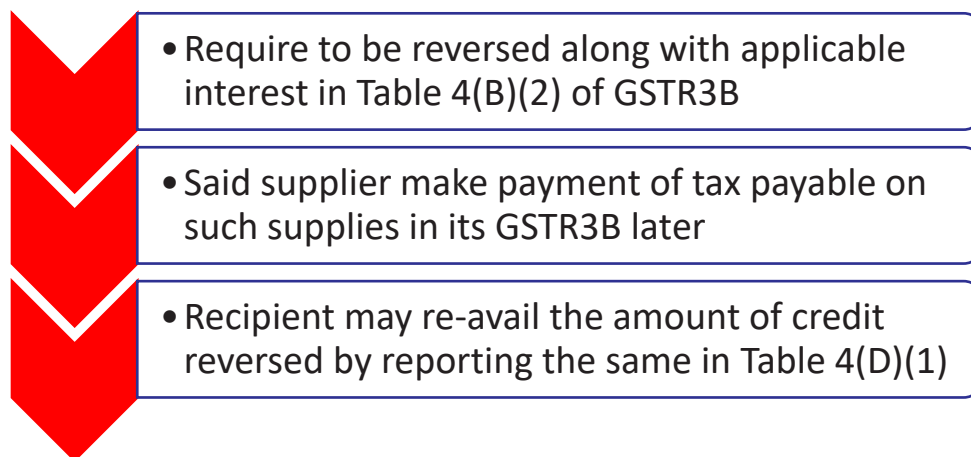 • Require to be reversed along with applicable
interest in Table 4(B)(2) of GSTR3B
• Said supplier make payment of tax payable on
such supplies in its GSTR3B later
• Recipient may re-avail the amount of credit
reversed by reporting the same in Table 4(D)(1)